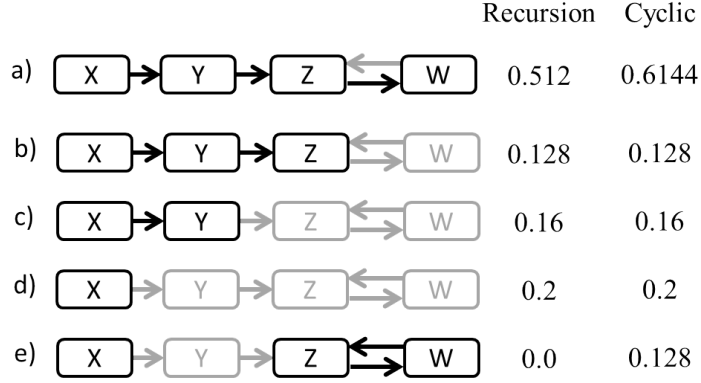 Recursion Cyclic
a) X Y Z W 0.512 0.6144
b) X Y Z W 0.128 0.128
c) X Y Z W 0.16 0.16
d) X Y Z W 0.2 0.2
e) X Y Z W 0.0 0.128